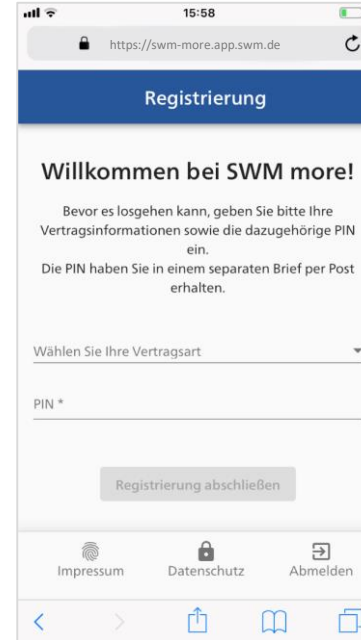 15:58
https://swm-more.app.swm.de
Registrierung
Willkommen bei SWM more!
Bevor es losgehen kann, geben Sie bitte Ihre
Vertragsinformationen sowie die dazugehörige PIN
ein.
Die PIN haben Sie in einem separaten Brief per Post
erhalten.
Wählen Sie Ihre Vertragsart
PIN *
Registrierung abschließen
Impressum Datenschutz Abmelden